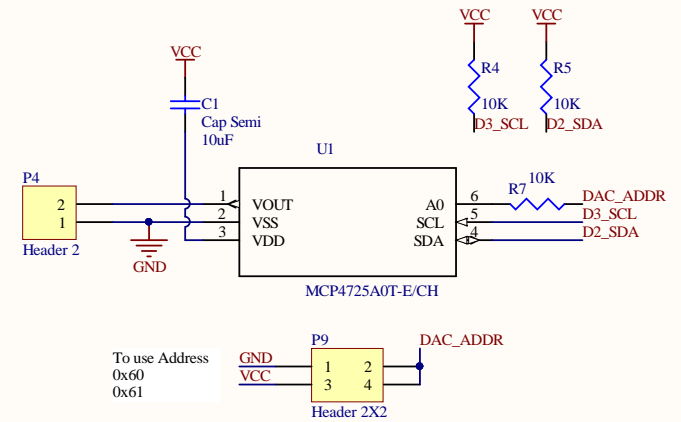 VCC
VCC
VCC
R4
R5
C1
Cap Semi
10uF
10K
10K
D3_SCL
D2_SDA
U1
P4
2
1
Header 2
GND
1
2
3
VOUT
VSS
VDD
A0
SCL
SDA
6
5
4
R7
10K
DAC_ADDR
D3_SCL
D2_SDA
MCP4725A0T-E/CH
To use Address
0x60
0x61
P9
DAC_ADDR
GND
VCC
1
2
3
4
Header 2X2